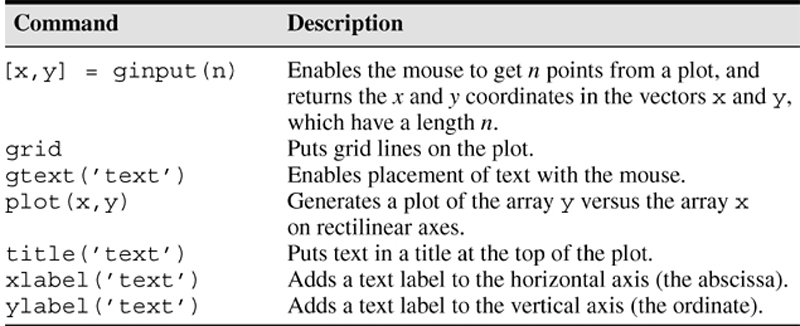 Command Description
[x,y] = ginput(n) Enables the mouse to get n points from a plot, and
returns the x and y coordinates in the vectors x and y,
which have a length n.
grid Puts grid lines on the plot.
gtext('text') Enables placement of text with the mouse.
plot(x,y) Generates a plot of the array y versus the array x
on rectilinear axes.
title('text') Puts text in a title at the top of the plot.
xlabel('text') Adds a text label to the horizontal axis (the abscissa).
ylabel('text') Adds a text label to the vertical axis (the ordinate).